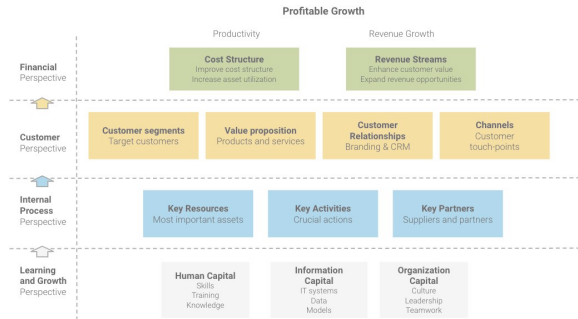 Profitable Growth
Productivity
Revenue Growth
Financial
Perspective
Cost Structure
Improve cost structure
Increase asset utilization
Revenue Streams
Enhance customer value
Expand revenue opportunities
Customer
Perspective
Customer segments
Target customers
Value proposition
Products and services
Customer
Relationships
Branding & CRM
Channels
Customer
touch-points
Internal
Process
Perspective
Key Resources
Most important assets
Key Activities
Crucial actions
Key Partners
Suppliers and partners
Learning
and Growth
Perspective
Human Capital
Skills
Training
Knowledge
Information
Capital
IT systems
Data
Models
Organization
Capital
Culture
Leadership
Teamwork